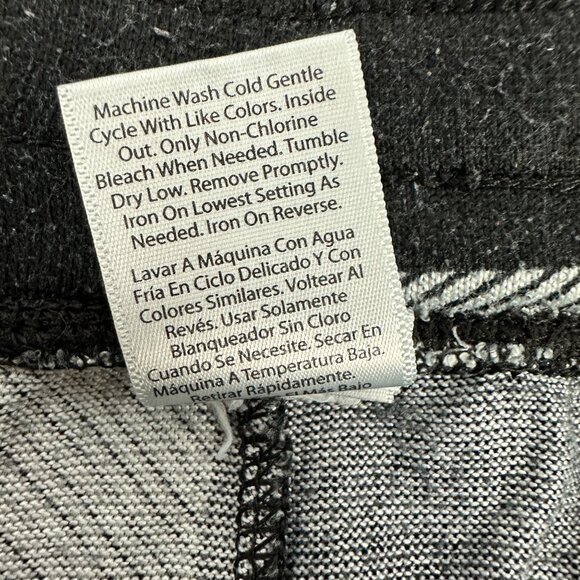 Machine Wash Cold Gentle
Cycle With Like Colors. Inside
Out. Only Non-Chlorine
Bleach When Needed. Tumble
Dry Low. Remove Promptly.
Iron On Lowest Setting As
Needed. Iron On Reverse.
Lavar A Máquina Con Agua
Fría En Ciclo Delicado Y Con
Colores Similares. Voltear Al
Revés. Usar Solamente
Blanqueador Sin Cloro
Cuando Se Necesite. Secar En
Máquina A Temperatura Baja.
Retirar Rápidamente.
Al Más Bajo